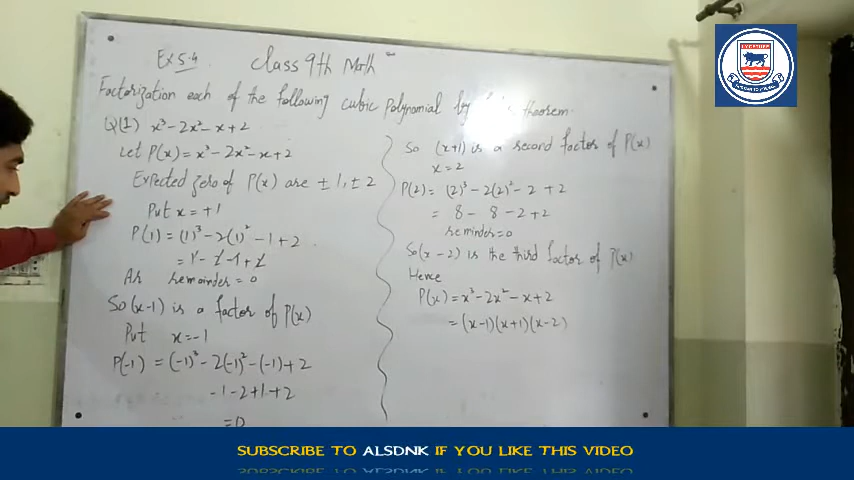 Ex 5.4 Class 9th Math
Factorization each of the following cubic Polynomial by theorem.
Q(1) x³ - 2x² - x + 2
Let P(x) = x³ - 2x² - x + 2
Expected zero of P(x) are ± 1, ± 2
Put x = +1
P(1) = (1)³ - 2(1)² - 1 + 2
= 1 - 2 - 1 + 2
As remainder = 0
So (x-1) is a factor of P(x)
Put x = -1
P(-1) = (-1)³ - 2(-1)² - (-1) + 2
-1 - 2 + 1 + 2
= 0
So (x+1) is a second factor of P(x)
x = 2
P(2) = (2)³ - 2(2)² - 2 + 2
= 8 - 8 - 2 + 2
reminder = 0
So (x - 2) is the third factor of P(x)
Hence
P(x) = x³ - 2x² - x + 2
= (x-1)(x+1)(x-2)
SUBSCRIBE TO ALSDNK IF YOU LIKE THIS VIDEO